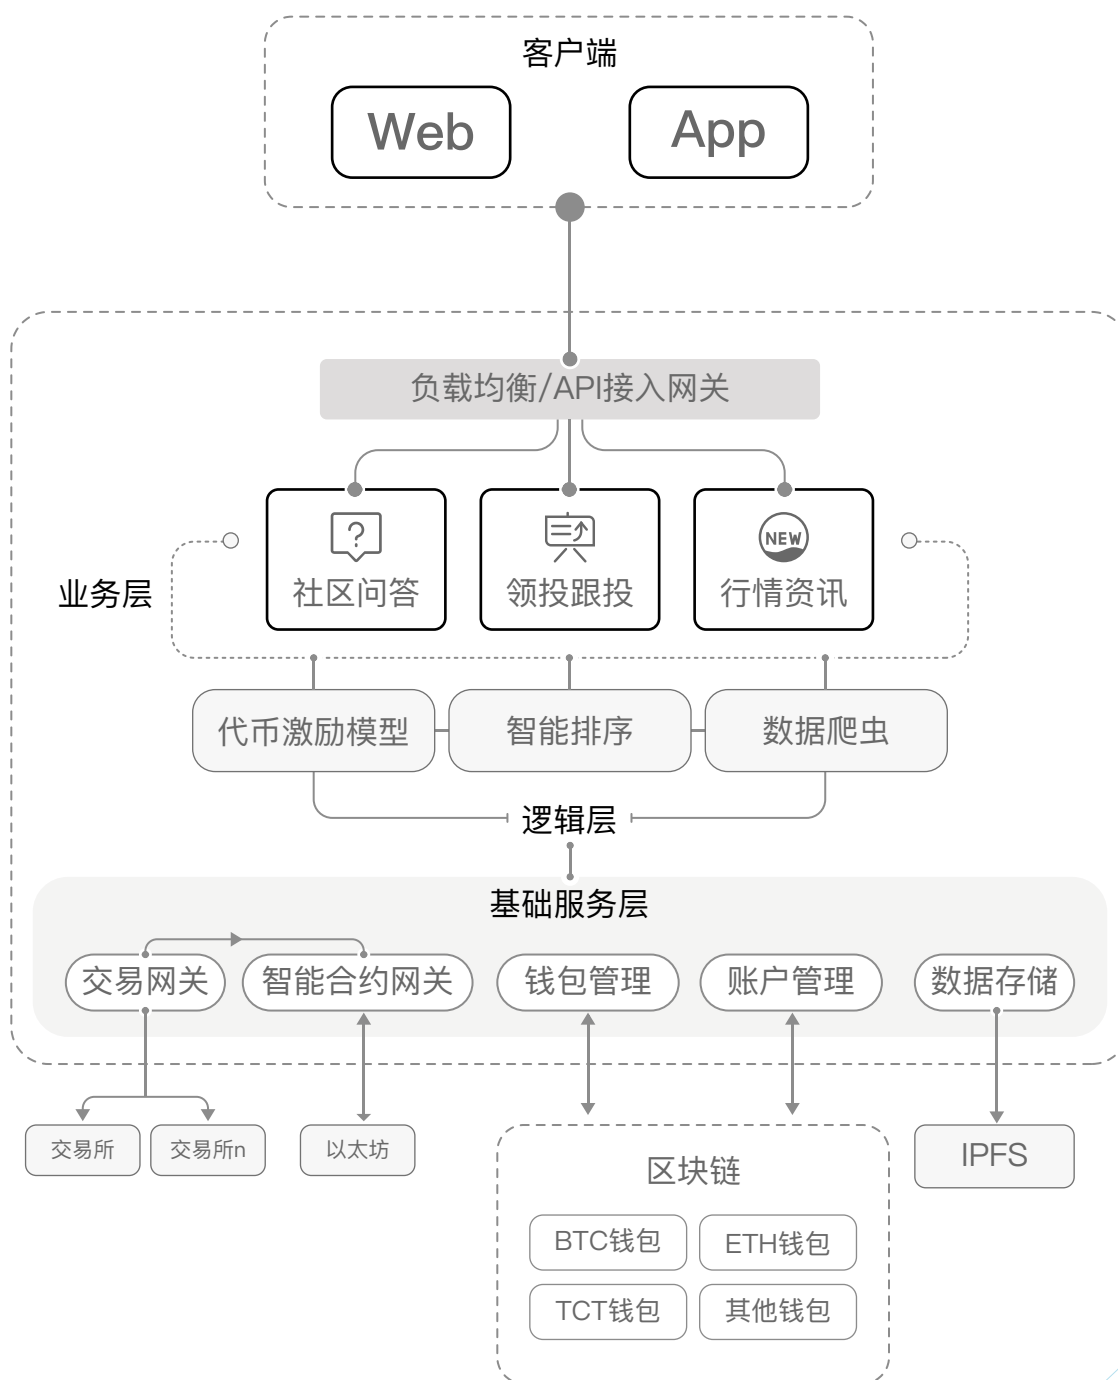 客户端
Web
App
负载均衡/API接入网关
NEW
社区问答
领投跟投
行情资讯
业务层
代币激励模型
智能排序
数据爬虫
逻辑层
基础服务层
交易网关
智能合约网关
钱包管理
账户管理
数据存储
交易所
交易所n
以太坊
区块链
IPFS
BTC钱包
ETH钱包
TCT钱包
其他钱包